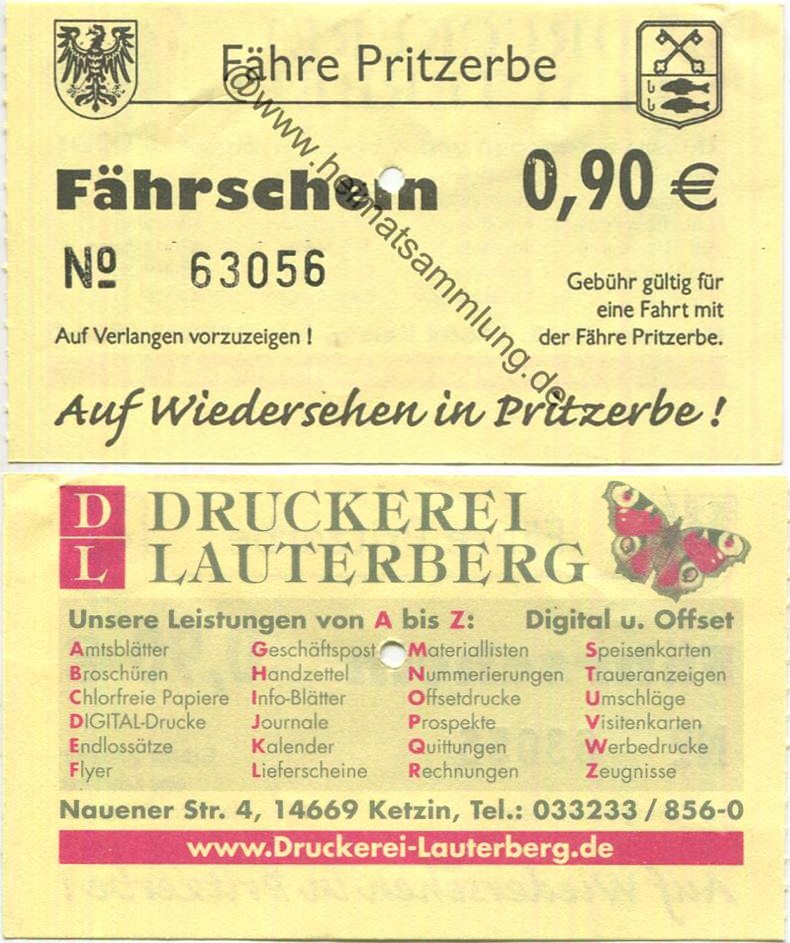 Fähre Pritzerbe
Fährschein 0,90 €
Nº 63056
Gebühr gültig für
eine Fahrt mit
der Fähre Pritzerbe.
Auf Verlangen vorzuzeigen !
Auf Wiedersehen in Pritzerbe !
@www.heimatsammlung.de
D
L
DRUCKEREI
LAUTERBERG
Unsere Leistungen von A bis Z: Digital u. Offset
Amtsblätter Geschäftspost Materiallisten Speisenkarten
Broschüren Handzettel Nummerierungen Traueranzeigen
Chlorfreie Papiere Info-Blätter Offsetdrucke Umschläge
DIGITAL-Drucke Journale Prospekte Visitenkarten
Endlossätze Kalender Quittungen Werbedrucke
Flyer Lieferscheine Rechnungen Zeugnisse
Nauener Str. 4, 14669 Ketzin, Tel.: 033233 / 856-0
www.Druckerei-Lauterberg.de